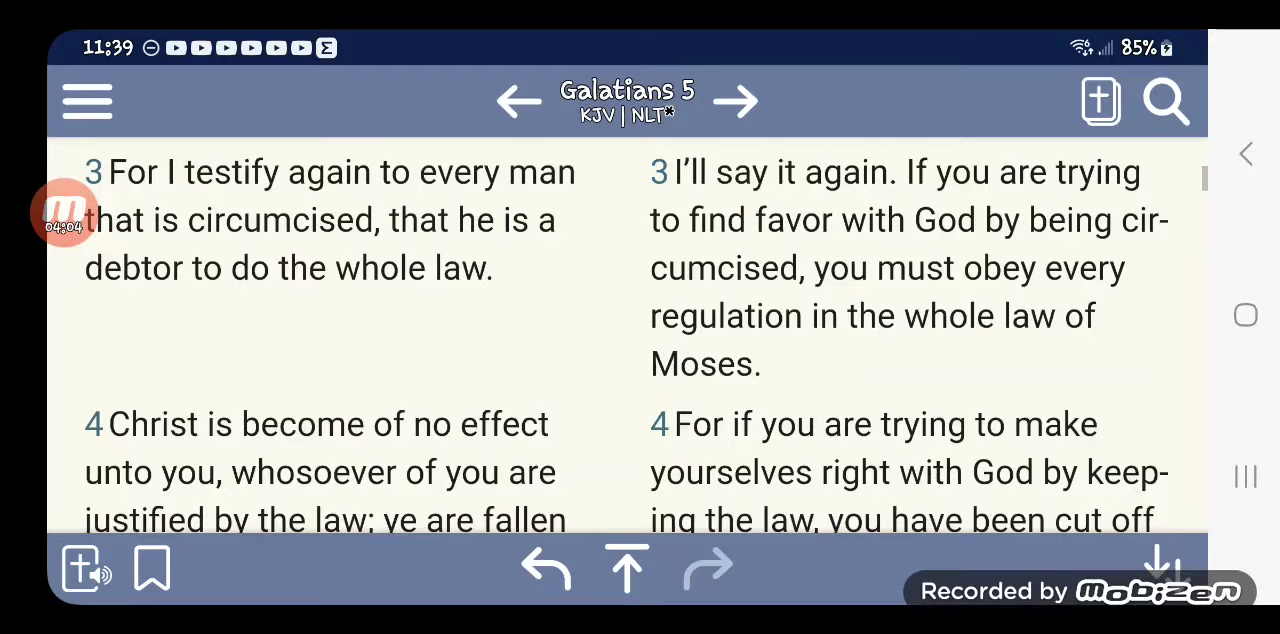 11:39
85%
Galatians 5
KJV | NLT*
3 For I testify again to every man
that is circumcised, that he is a
debtor to do the whole law.
4 Christ is become of no effect
unto you, whosoever of you are
justified by the law; ye are fallen
3 I’ll say it again. If you are trying
to find favor with God by being cir-
cumcised, you must obey every
regulation in the whole law of
Moses.
4 For if you are trying to make
yourselves right with God by keep-
ing the law, you have been cut off
04:04
Recorded by mobizen